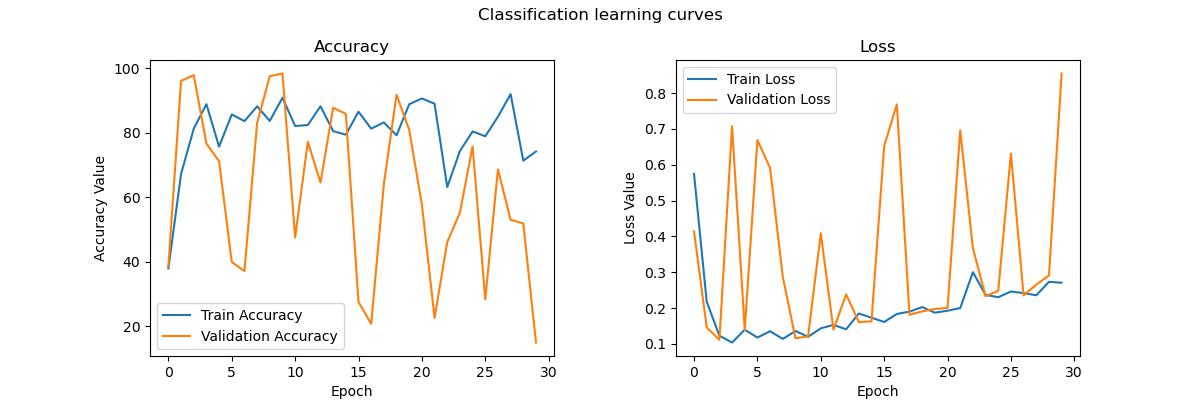 Classification learning curves
Accuracy
Accuracy Value
100
80
60
40
20
Train Accuracy
Validation Accuracy
0 5 10 15 20 25 30
Epoch
Loss
Loss Value
0.8
0.7
0.6
0.5
0.4
0.3
0.2
0.1
Train Loss
Validation Loss
0 5 10 15 20 25 30
Epoch